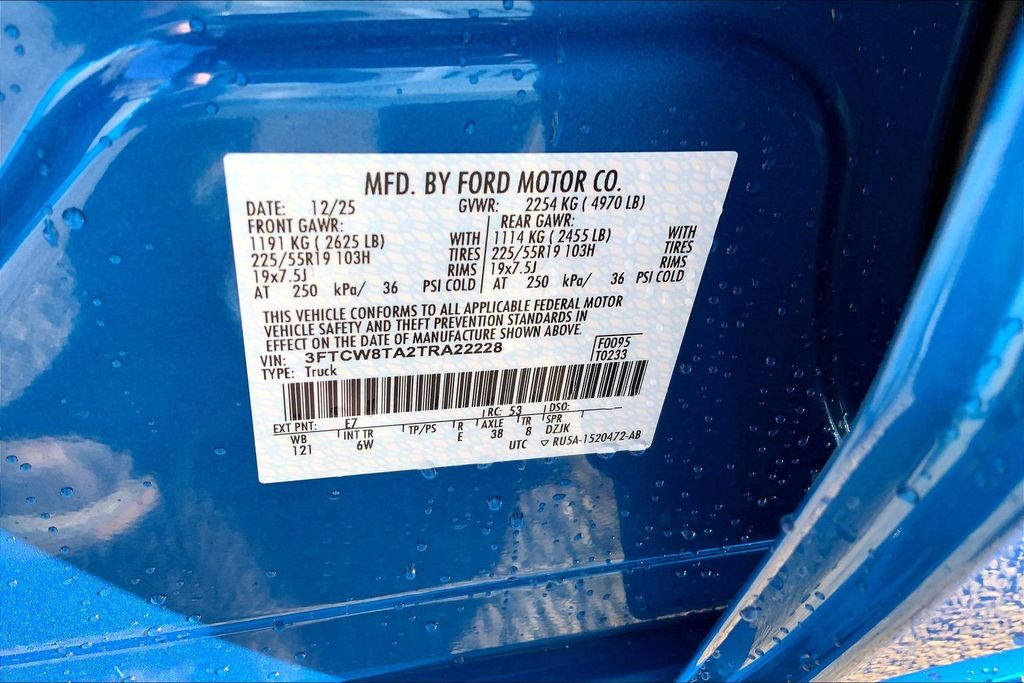 MFD. BY FORD MOTOR CO.
DATE: 12/25 GVWR: 2254 KG ( 4970 LB)
FRONT GAWR: REAR GAWR:
1191 KG ( 2625 LB) WITH 1114 KG ( 2455 LB) WITH
225/55R19 103H TIRES 225/55R19 103H TIRES
19x7.5J RIMS 19x7.5J RIMS
AT 250 kPa/ 36 PSI COLD AT 250 kPa/ 36 PSI COLD
THIS VEHICLE CONFORMS TO ALL APPLICABLE FEDERAL MOTOR
VEHICLE SAFETY AND THEFT PREVENTION STANDARDS IN
EFFECT ON THE DATE OF MANUFACTURE SHOWN ABOVE.
VIN: 3FTCW8TA2TRA22228 F0095
TYPE: Truck T0233
EXT PNT: E7 RC: 53 DSO:
WB INT TR TP/PS R AXLE TR SPR
121 6W E 38 8 DZJK
UTC ▽ RU5A-1520472-AB